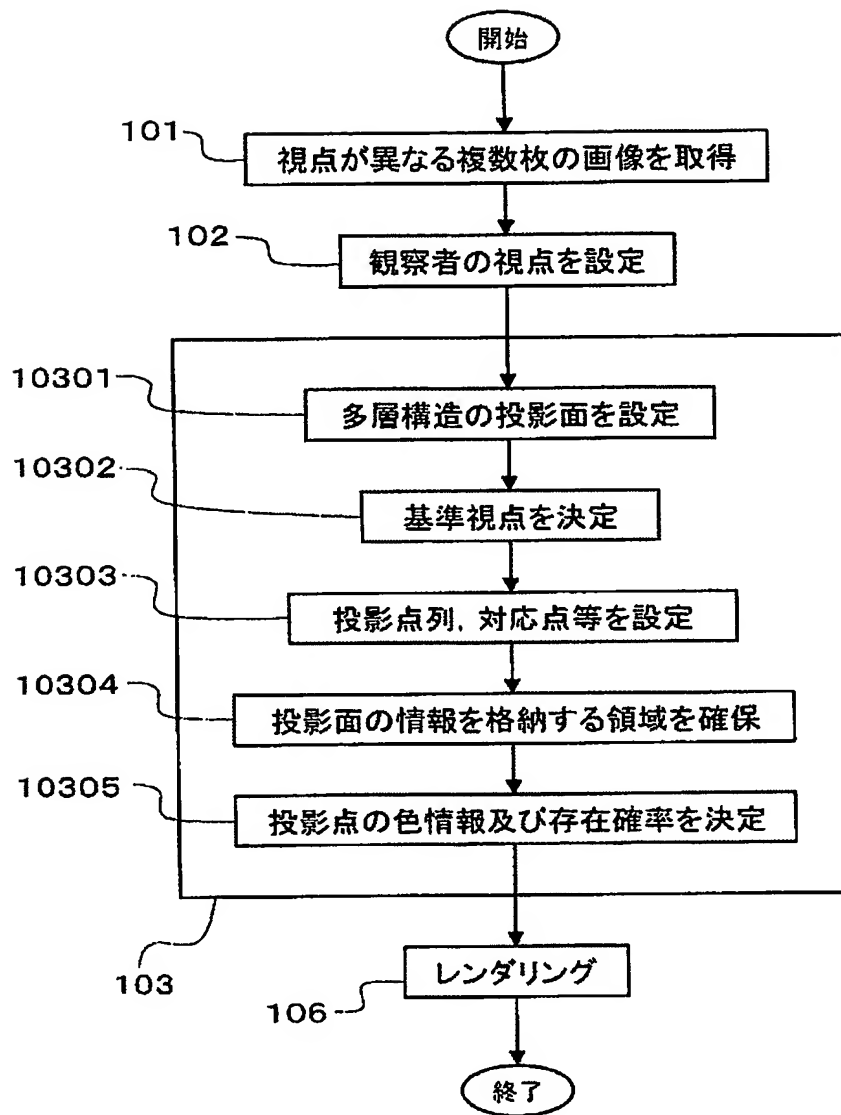 開始
101
視点が異なる複数枚の画像を取得
102
観察者の視点を設定
10301
多層構造の投影面を設定
10302
基準視点を決定
10303
投影点列，対応点等を設定
10304
投影面の情報を格納する領域を確保
10305
投影点の色情報及び存在確率を決定
103
レンダリング
106
終了